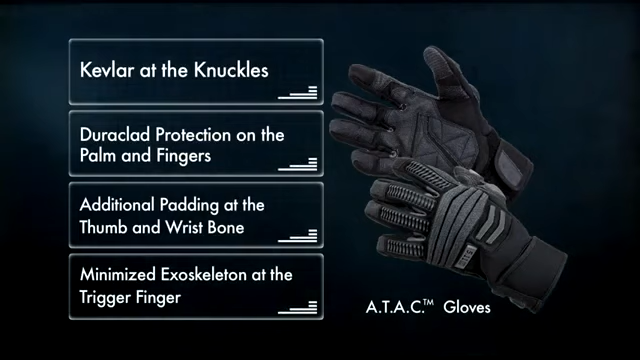 Kevlar at the Knuckles
Duraclad Protection on the
Palm and Fingers
Additional Padding at the
Thumb and Wrist Bone
Minimized Exoskeleton at the
Trigger Finger
A.T.A.C.™ Gloves